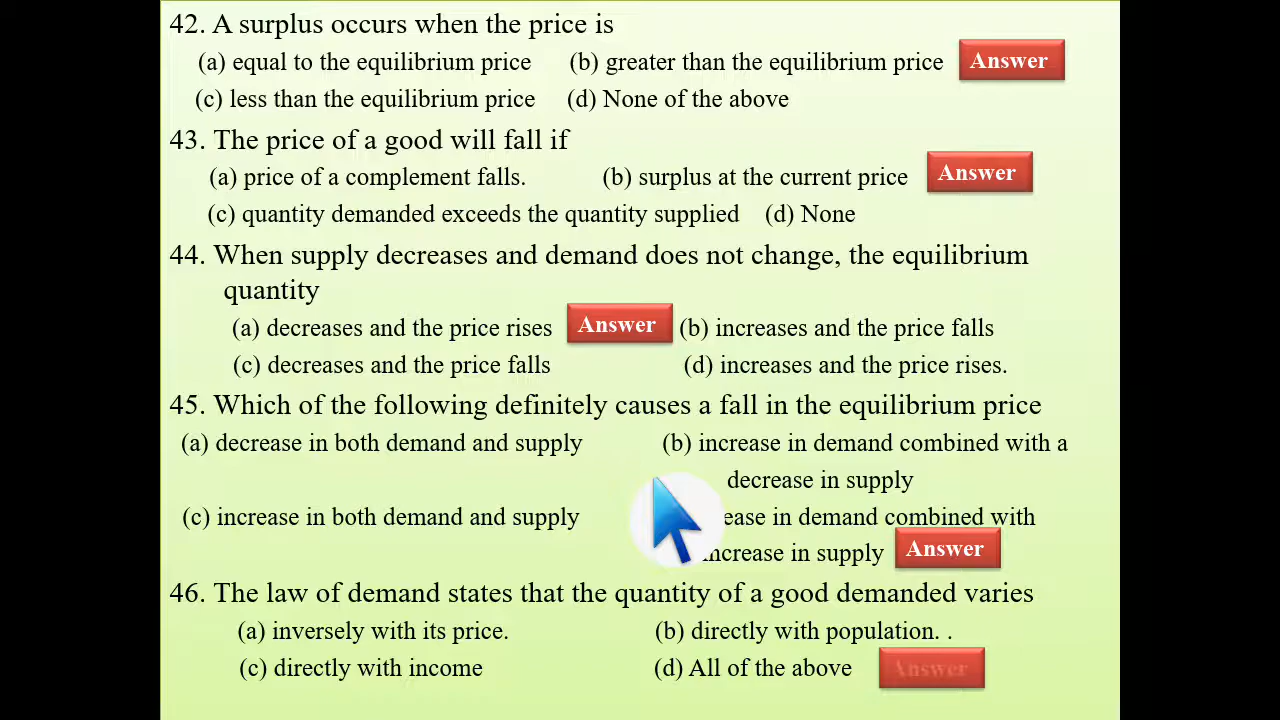 42. A surplus occurs when the price is
(a) equal to the equilibrium price (b) greater than the equilibrium price Answer
(c) less than the equilibrium price (d) None of the above
43. The price of a good will fall if
(a) price of a complement falls. (b) surplus at the current price Answer
(c) quantity demanded exceeds the quantity supplied (d) None
44. When supply decreases and demand does not change, the equilibrium
quantity
(a) decreases and the price rises Answer (b) increases and the price falls
(c) decreases and the price falls (d) increases and the price rises.
45. Which of the following definitely causes a fall in the equilibrium price
(a) decrease in both demand and supply (b) increase in demand combined with a
decrease in supply
(c) increase in both demand and supply in demand combined with
increase in supply Answer
46. The law of demand states that the quantity of a good demanded varies
(a) inversely with its price. (b) directly with population. .
(c) directly with income (d) All of the above Answer